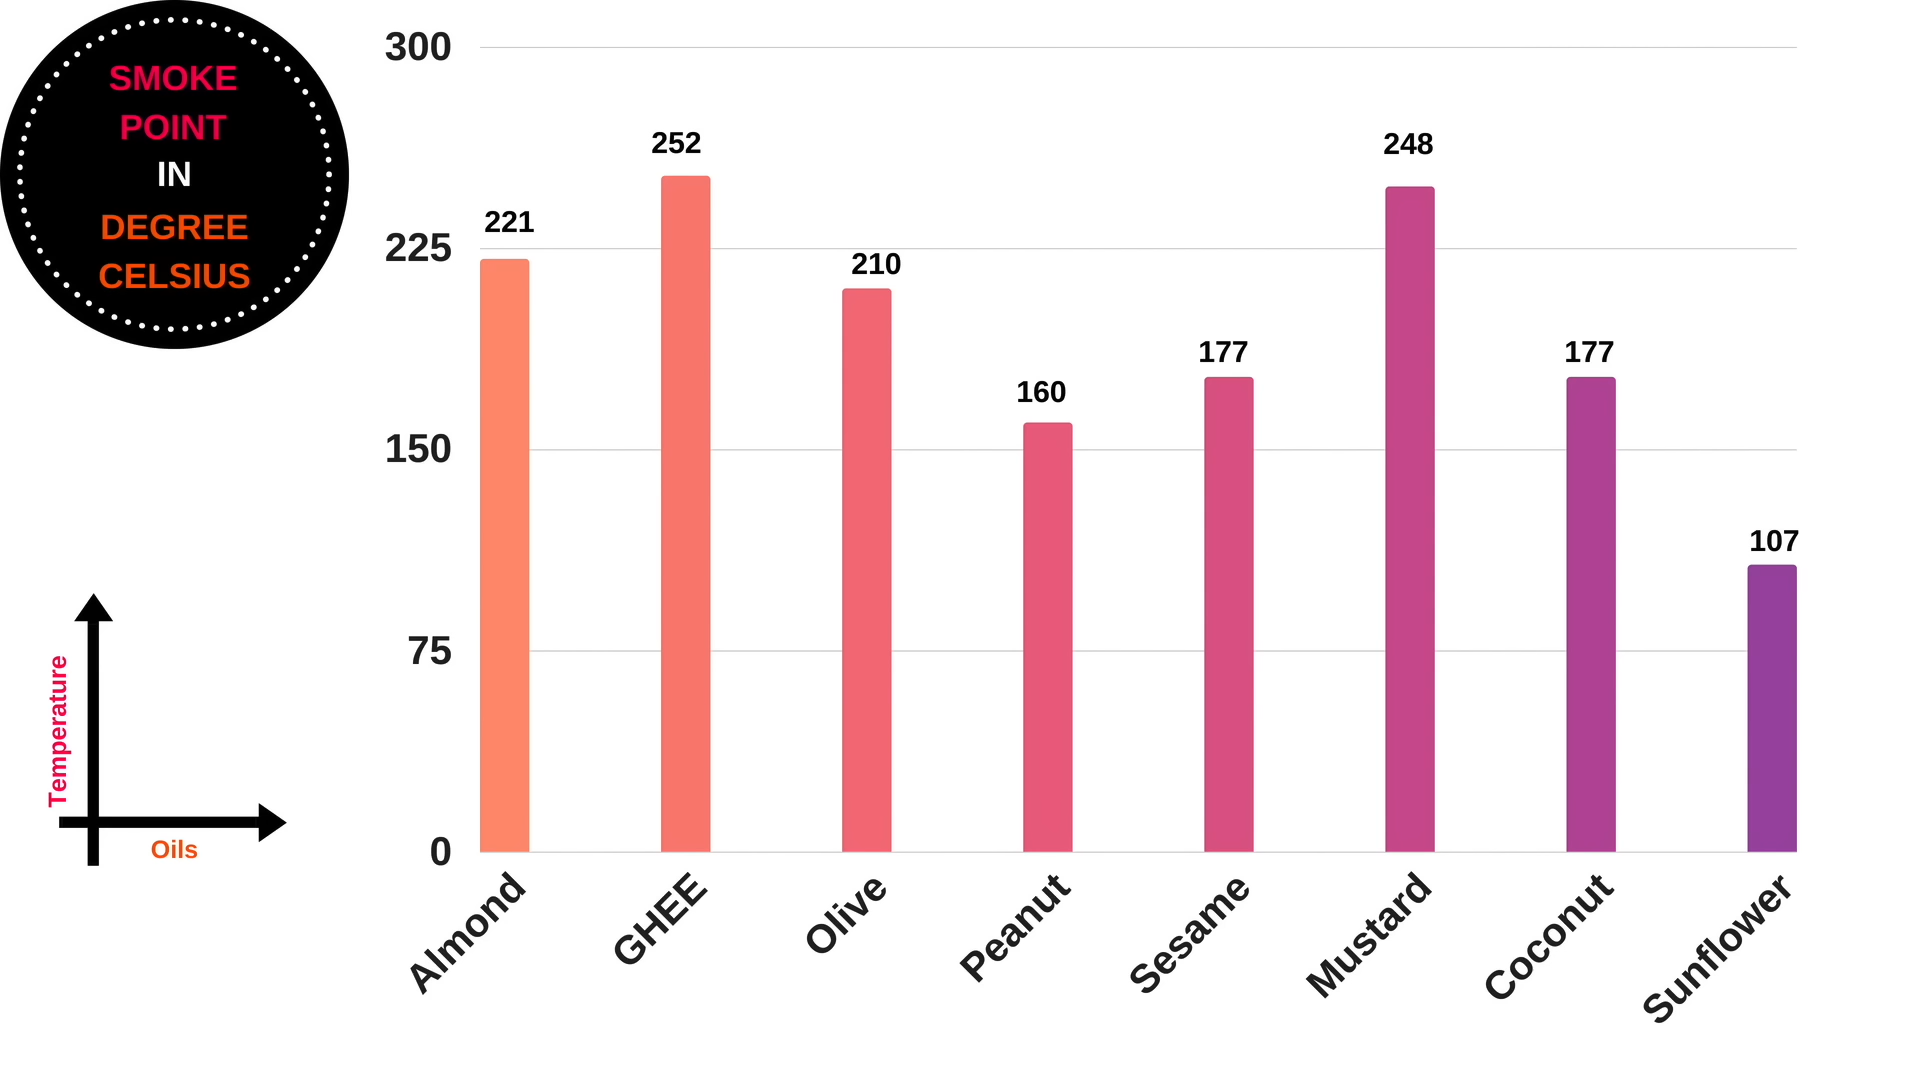 SMOKE
POINT
IN
DEGREE
CELSIUS
300
225
150
75
0
221
252
210
160
177
248
177
107
Almond
GHEE
Olive
Peanut
Sesame
Mustard
Coconut
Sunflower
Temperature
Oils